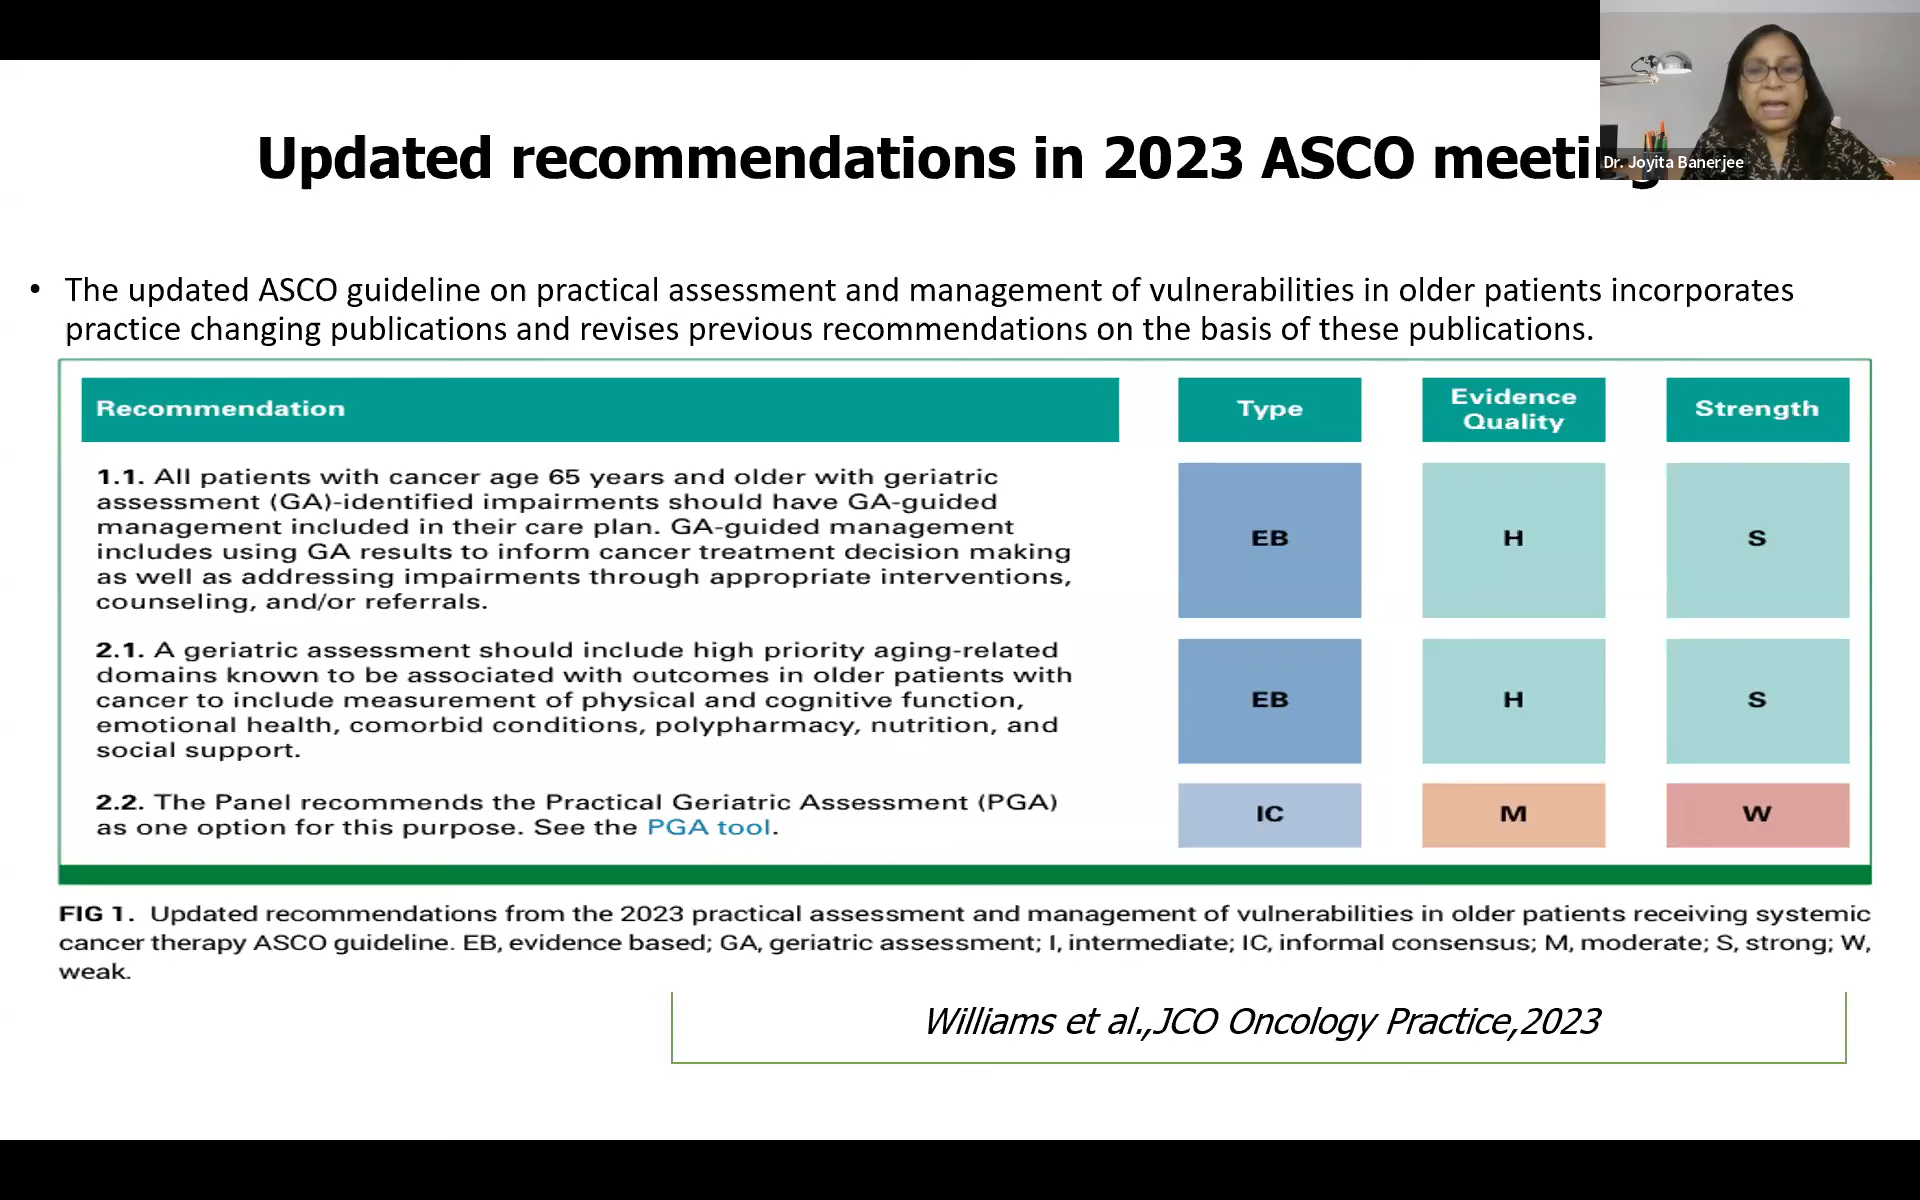 Updated recommendations in 2023 ASCO meeting
Dr. Joyita Banerjee
• The updated ASCO guideline on practical assessment and management of vulnerabilities in older patients incorporates
practice changing publications and revises previous recommendations on the basis of these publications.
Recommendation
Type
Evidence
Quality
Strength
1.1. All patients with cancer age 65 years and older with geriatric
assessment (GA)-identified impairments should have GA-guided
management included in their care plan. GA-guided management
includes using GA results to inform cancer treatment decision making
as well as addressing impairments through appropriate interventions,
counseling, and/or referrals.
EB
H
S
2.1. A geriatric assessment should include high priority aging-related
domains known to be associated with outcomes in older patients with
cancer to include measurement of physical and cognitive function,
emotional health, comorbid conditions, polypharmacy, nutrition, and
social support.
EB
H
S
2.2. The Panel recommends the Practical Geriatric Assessment (PGA)
as one option for this purpose. See the PGA tool.
IC
M
W
FIG 1. Updated recommendations from the 2023 practical assessment and management of vulnerabilities in older patients receiving systemic
cancer therapy ASCO guideline. EB, evidence based; GA, geriatric assessment; I, intermediate; IC, informal consensus; M, moderate; S, strong; W,
weak.
Williams et al.,JCO Oncology Practice,2023